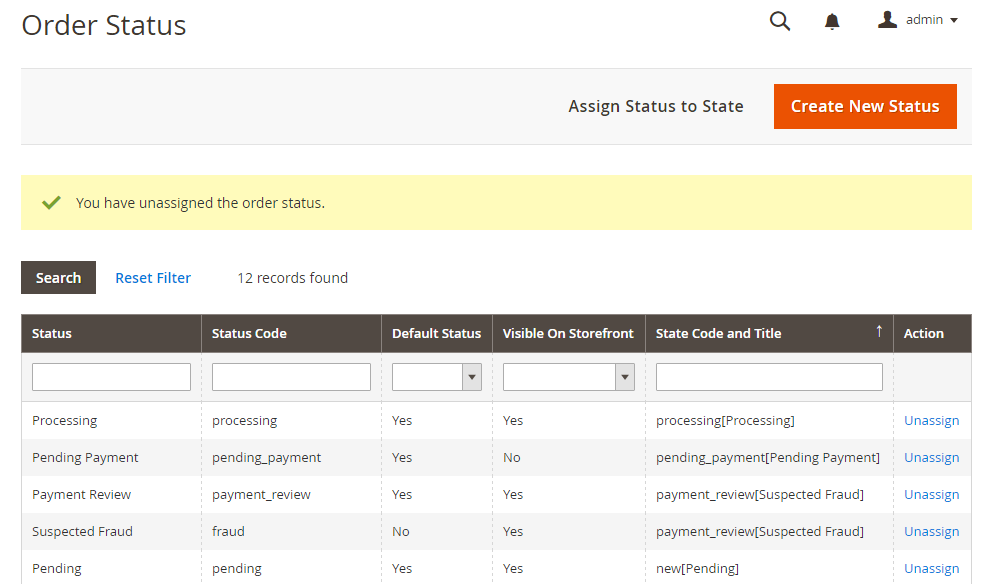 Order Status
admin
Assign Status to State
Create New Status
You have unassigned the order status.
Search Reset Filter 12 records found
Status Status Code Default Status Visible On Storefront State Code and Title ↑ Action
Processing processing Yes Yes processing[Processing] Unassign
Pending Payment pending_payment Yes No pending_payment[Pending Payment] Unassign
Payment Review payment_review Yes Yes payment_review[Suspected Fraud] Unassign
Suspected Fraud fraud No Yes payment_review[Suspected Fraud] Unassign
Pending pending Yes Yes new[Pending] Unassign